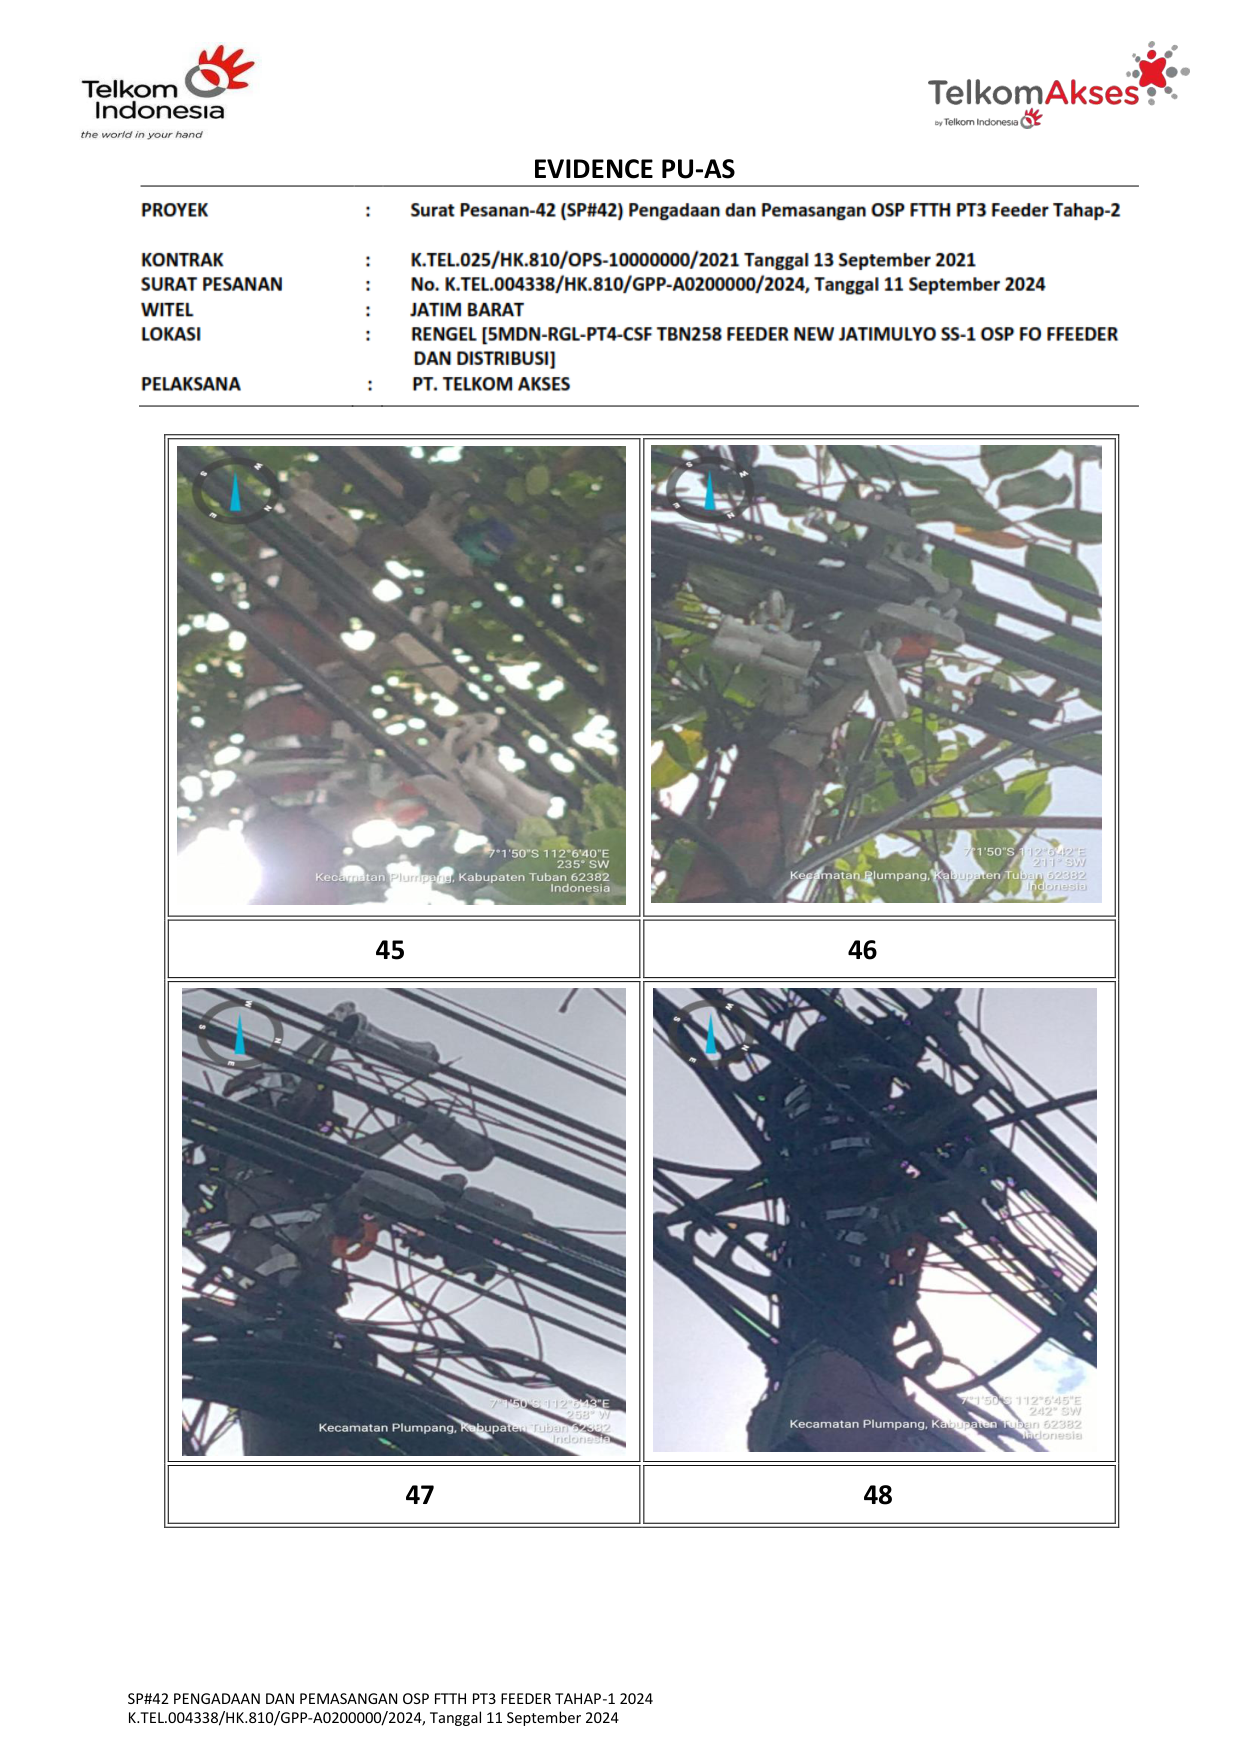 Telkom
Indonesia
the world in your hand
TelkomAkses
by Telkom Indonesia
EVIDENCE PU-AS
PROYEK : Surat Pesanan-42 (SP#42) Pengadaan dan Pemasangan OSP FTTH PT3 Feeder Tahap-2
KONTRAK : K.TEL.025/HK.810/OPS-10000000/2021 Tanggal 13 September 2021
SURAT PESANAN : No. K.TEL.004338/HK.810/GPP-A0200000/2024, Tanggal 11 September 2024
WITEL : JATIM BARAT
LOKASI : RENGEL [5MDN-RGL-PT4-CSF TBN258 FEEDER NEW JATIMULYO SS-1 OSP FO FFEEDER
DAN DISTRIBUSI]
PELAKSANA : PT. TELKOM AKSES
S W E N
7°1'50"S 112°6'40"E
235° SW
Kecamatan Plumpang, Kabupaten Tuban 62382
Indonesia
S W E N
7°1'50"S 112°6'42"E
211° SW
Kecamatan Plumpang, Kabupaten Tuban 62382
Indonesia
45
46
W S N E
7°1'50"S 112°6'43"E
258° W
Kecamatan Plumpang, Kabupaten Tuban 62382
Indonesia
W S N E
7°1'50"S 112°6'45"E
242° SW
Kecamatan Plumpang, Kabupaten Tuban 62382
Indonesia
47
48
SP#42 PENGADAAN DAN PEMASANGAN OSP FTTH PT3 FEEDER TAHAP-1 2024
K.TEL.004338/HK.810/GPP-A0200000/2024, Tanggal 11 September 2024